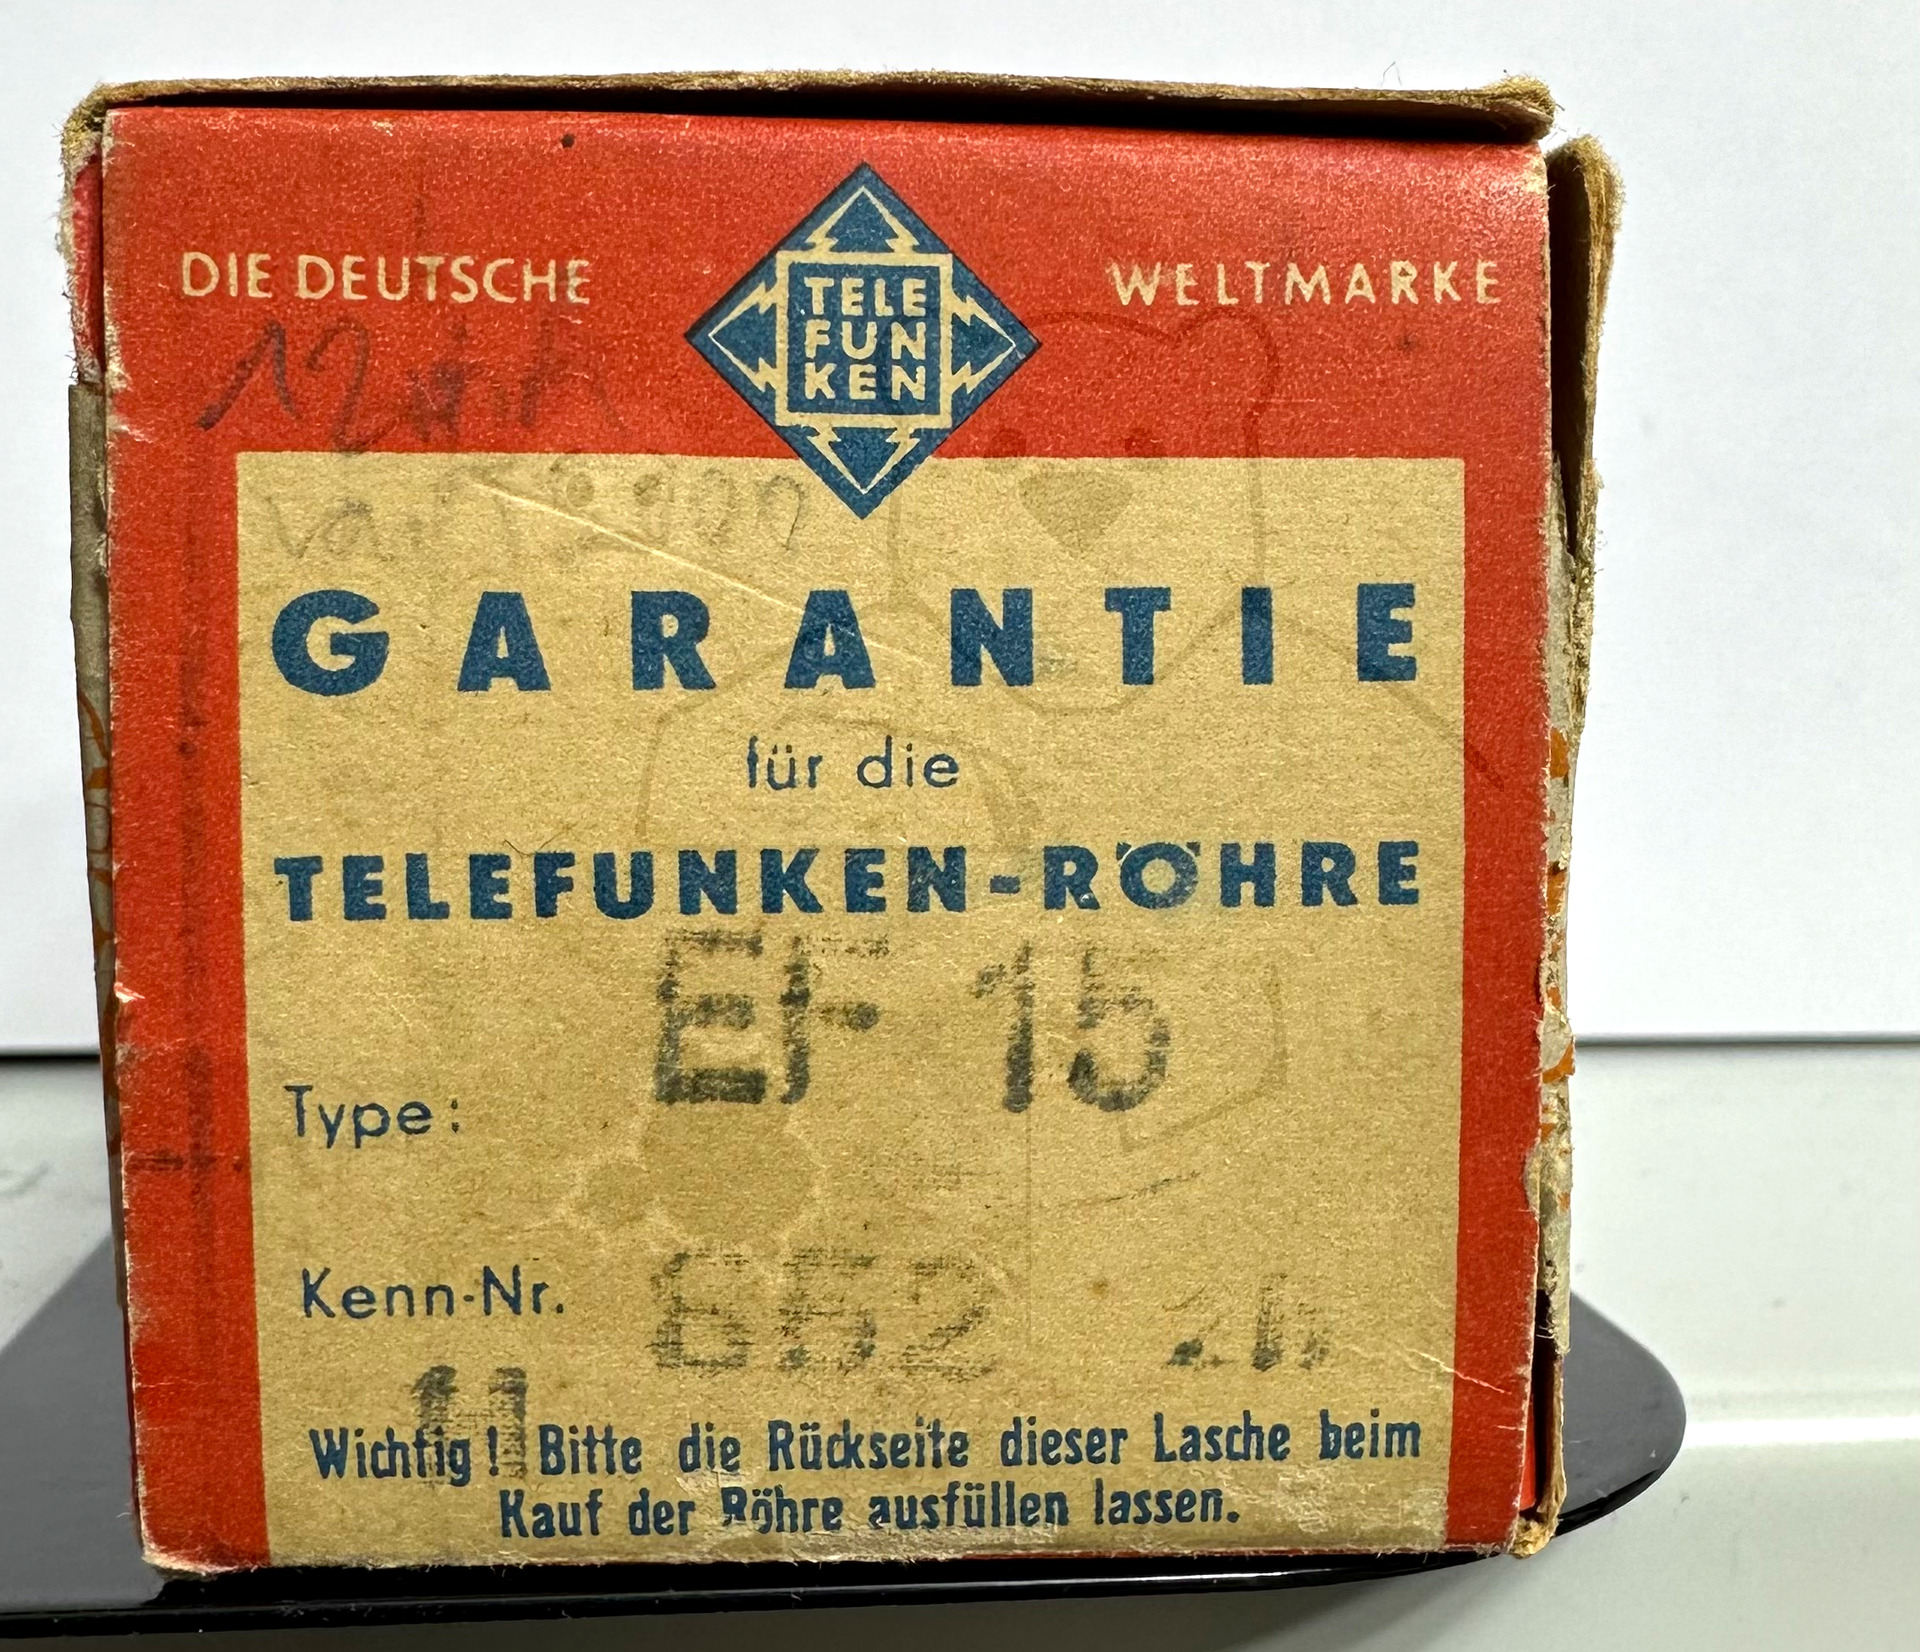 DIE DEUTSCHE
TELE
FUN
KEN
WELTMARKE
GARANTIE
für die
TELEFUNKEN-RÖHRE
EF 15
Type:
Kenn-Nr.
11
Wichtig! Bitte die Rückseite dieser Lasche beim
Kauf der Röhre ausfüllen lassen.